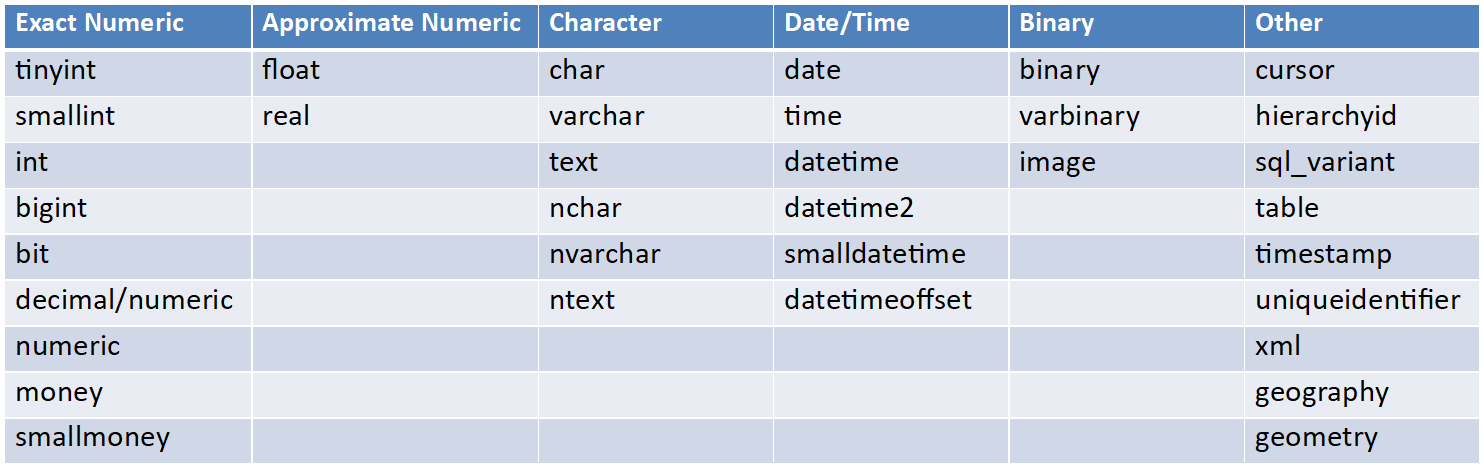 Exact Numeric Approximate Numeric Character Date/Time Binary Other
tinyint float char date binary cursor
smallint real varchar time varbinary hierarchyid
int text datetime image sql_variant
bigint nchar datetime2 table
bit nvarchar smalldatetime timestamp
decimal/numeric ntext datetimeoffset uniqueidentifier
numeric xml
money geography
smallmoney geometry